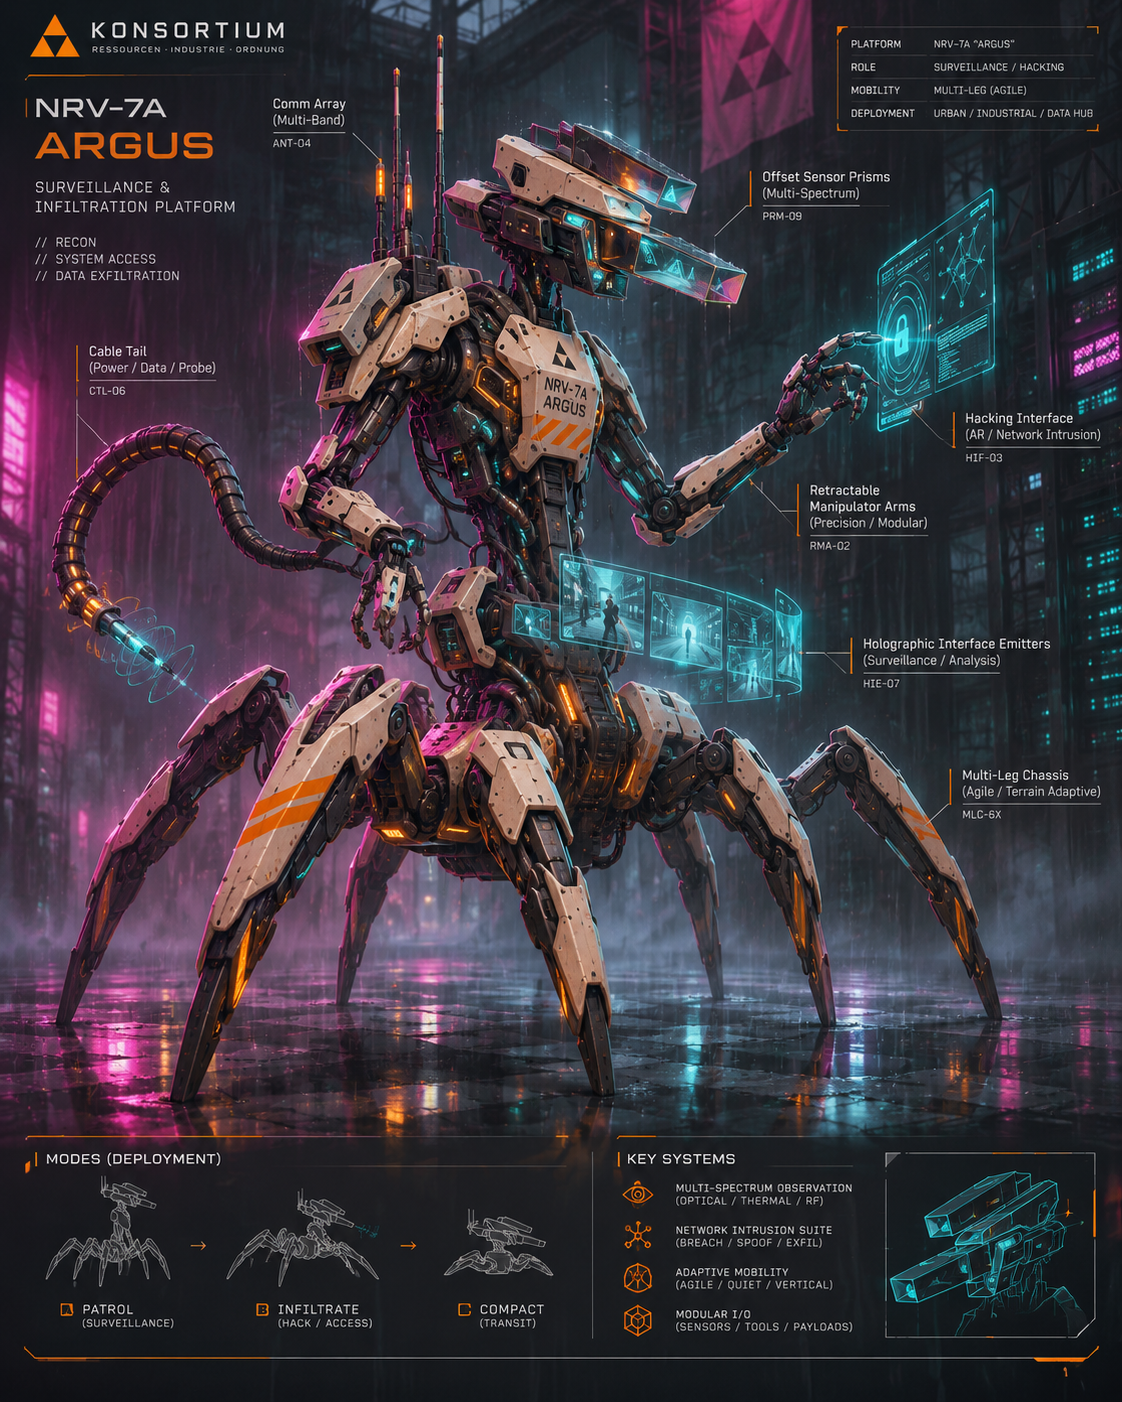 KONSORTIUM
RESSOURCEN · INDUSTRIE · ORDNUNG
NRV-7A
ARGUS
SURVEILLANCE &
INFILTRATION PLATFORM
// RECON
// SYSTEM ACCESS
// DATA EXFILTRATION
PLATFORM NRV-7A "ARGUS"
ROLE SURVEILLANCE / HACKING
MOBILITY MULTI-LEG (AGILE)
DEPLOYMENT URBAN / INDUSTRIAL / DATA HUB
Comm Array
(Multi-Band)
ANT-04
Offset Sensor Prisms
(Multi-Spectrum)
PRM-09
Cable Tail
(Power / Data / Probe)
CTL-06
NRV-7A
ARGUS
Hacking Interface
(AR / Network Intrusion)
HIF-03
Retractable
Manipulator Arms
(Precision / Modular)
RMA-02
Holographic Interface Emitters
(Surveillance / Analysis)
HIE-07
Multi-Leg Chassis
(Agile / Terrain Adaptive)
MLC-6X
MODES (DEPLOYMENT)
A PATROL
(SURVEILLANCE)
B INFILTRATE
(HACK / ACCESS)
C COMPACT
(TRANSIT)
KEY SYSTEMS
MULTI-SPECTRUM OBSERVATION
(OPTICAL / THERMAL / RF)
NETWORK INTRUSION SUITE
(BREACH / SPOOF / EXFIL)
ADAPTIVE MOBILITY
(AGILE / QUIET / VERTICAL)
MODULAR I/O
(SENSORS / TOOLS / PAYLOADS)